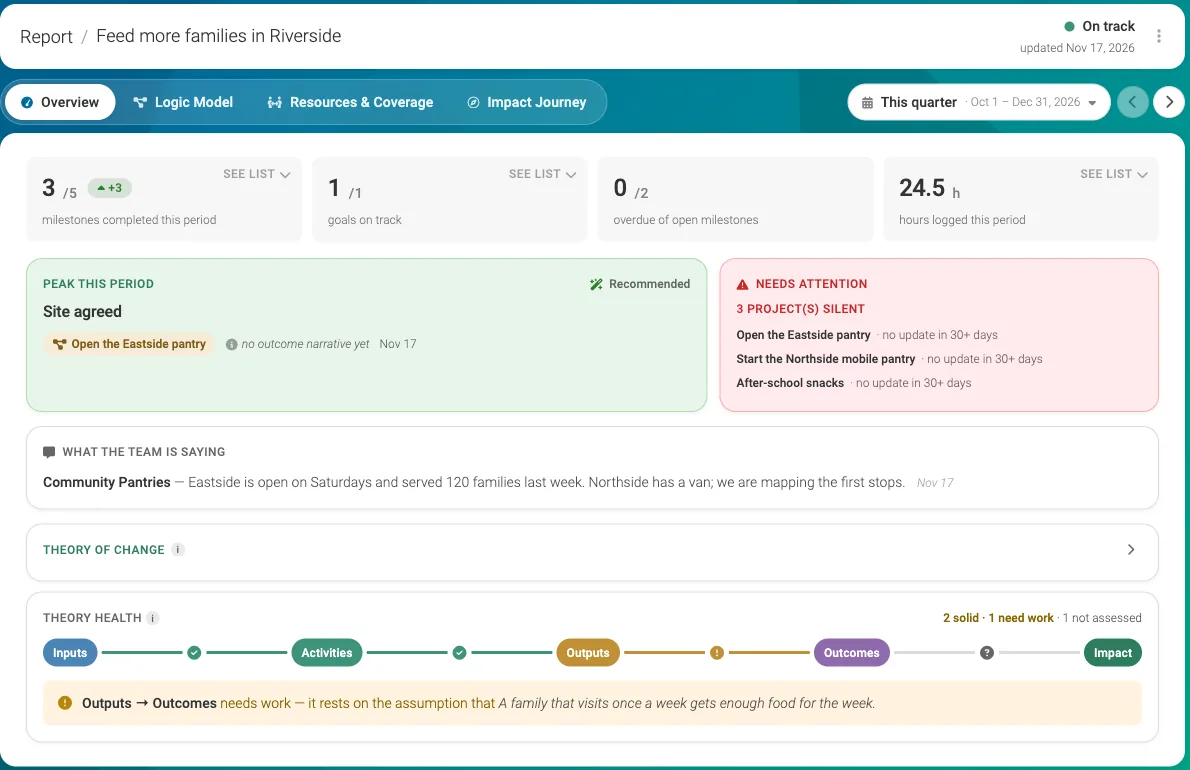 Report / Feed more families in Riverside
On track
updated Nov 17, 2026
Overview
Logic Model
Resources & Coverage
Impact Journey
This quarter · Oct 1 – Dec 31, 2026
3 /5 +3
SEE LIST
milestones completed this period
1 /1
SEE LIST
goals on track
0 /2
overdue of open milestones
24.5 h
SEE LIST
hours logged this period
PEAK THIS PERIOD
Recommended
Site agreed
Open the Eastside pantry
no outcome narrative yet
Nov 17
NEEDS ATTENTION
3 PROJECT(S) SILENT
Open the Eastside pantry · no update in 30+ days
Start the Northside mobile pantry · no update in 30+ days
After-school snacks · no update in 30+ days
WHAT THE TEAM IS SAYING
Community Pantries — Eastside is open on Saturdays and served 120 families last week. Northside has a van; we are mapping the first stops. Nov 17
THEORY OF CHANGE i
THEORY HEALTH i
2 solid · 1 need work · 1 not assessed
Inputs
Activities
Outputs
!
Outcomes
?
Impact
! Outputs → Outcomes needs work — it rests on the assumption that A family that visits once a week gets enough food for the week.